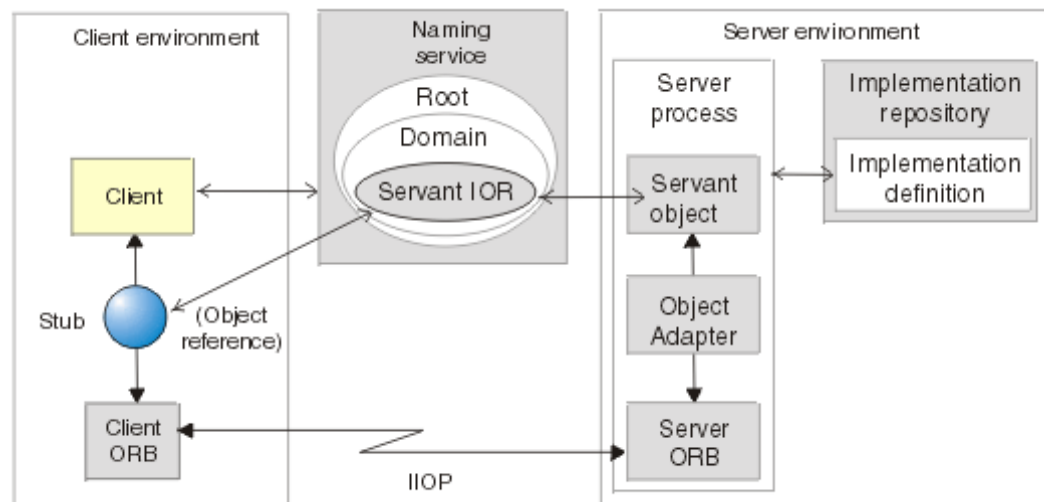 Client environment
Naming
service
Root
Domain
Servant IOR
Client
Stub
(Object
reference)
Client
ORB
IIOP
Server environment
Server
process
Servant
object
Object
Adapter
Server
ORB
Implementation
repository
Implementation
definition